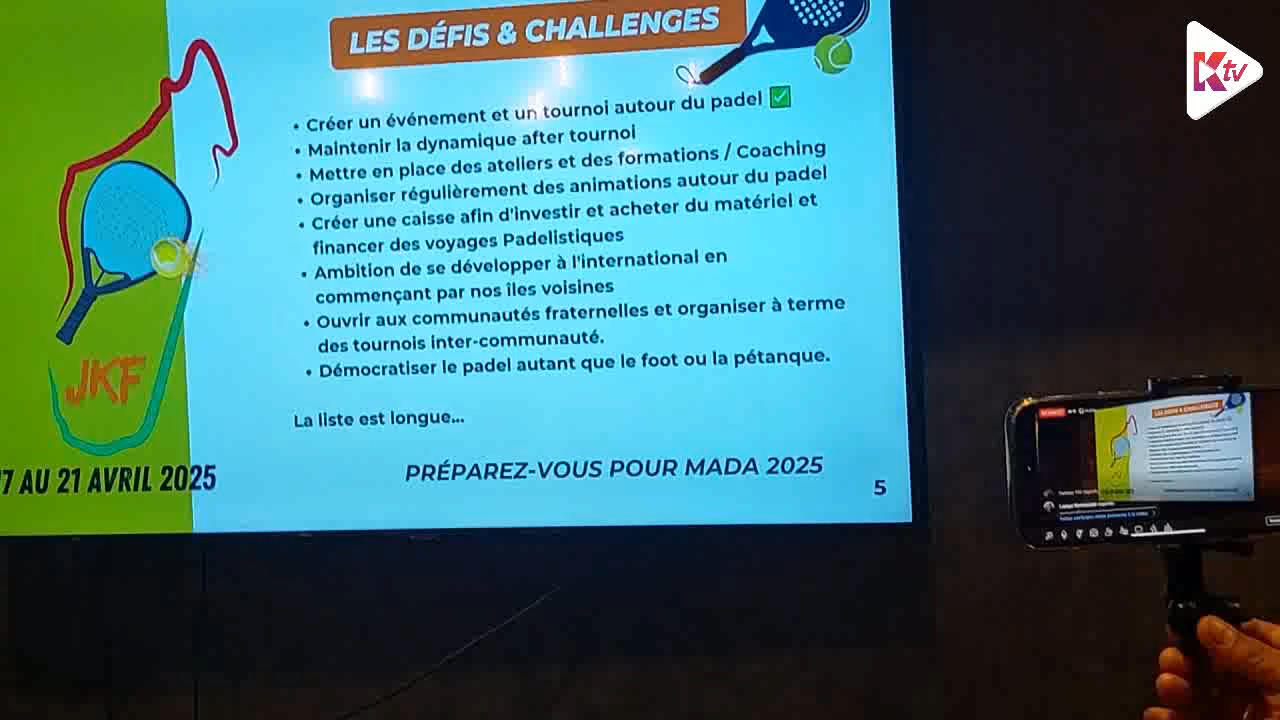 LES DÉFIS & CHALLENGES
Ktv
• Créer un événement et un tournoi autour du padel ✅
• Maintenir la dynamique after tournoi
• Mettre en place des ateliers et des formations / Coaching
• Organiser régulièrement des animations autour du padel
• Créer une caisse afin d'investir et acheter du matériel et
financer des voyages Padelistiques
• Ambition de se développer à l'international en
commençant par nos îles voisines
• Ouvrir aux communautés fraternelles et organiser à terme
des tournois inter-communauté.
• Démocratiser le padel autant que le foot ou la pétanque.
La liste est longue...
JKF
7 AU 21 AVRIL 2025
PRÉPAREZ-VOUS POUR MADA 2025
5
LES DÉFIS & CHALLENGES